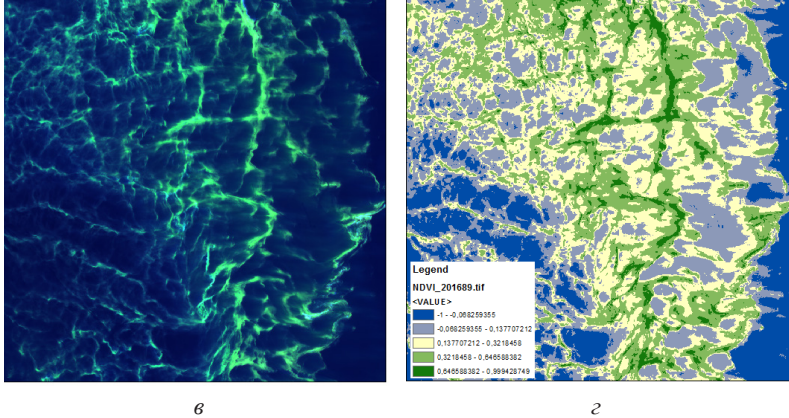 Legend
NDVI_201689.tif
<VALUE>
-1 - -0,068259355
-0,068259355 - 0,137707212
0,137707212 - 0,3218458
0,3218458 - 0,646588382
0,646588382 - 0,999428749
в
г